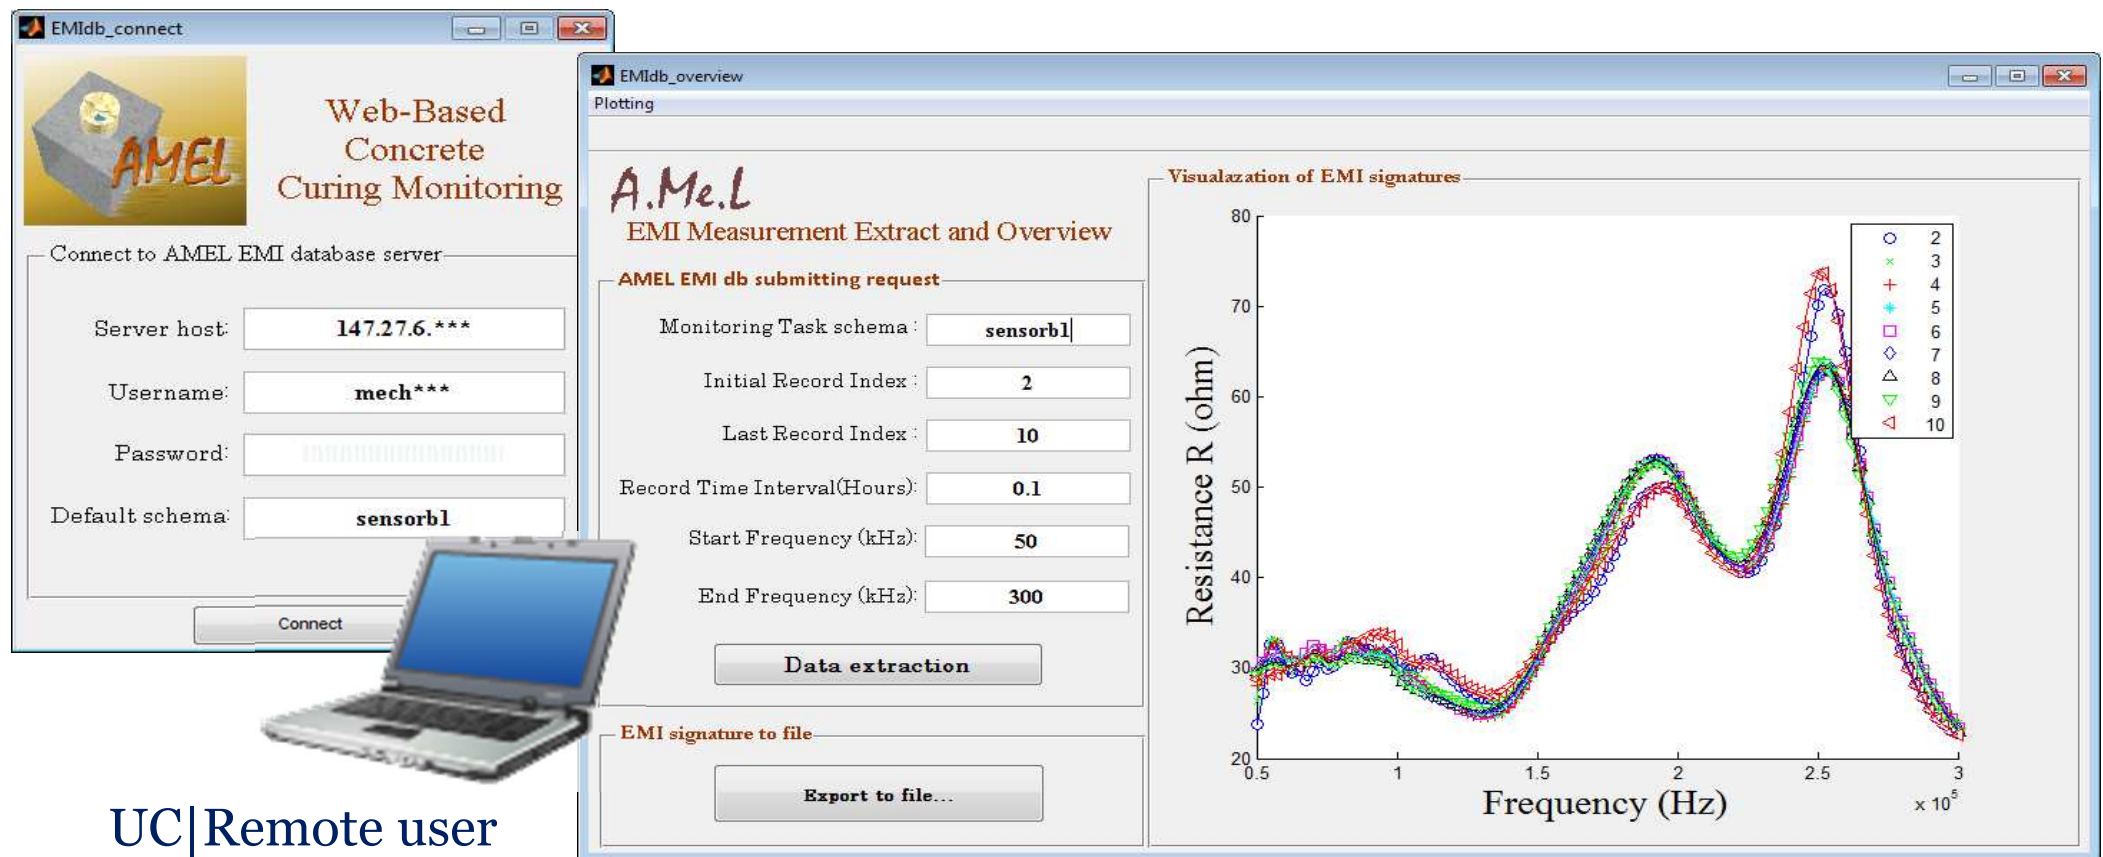 EMIdb_connect
AMEL
Web-Based
Concrete
Curing Monitoring
Connect to AMEL EMI database server
Server host: 147.27.6.***
Username: mech***
Password:
Default schema: sensorb1
Connect
UC|Remote user
EMIdb_overview
Plotting
A.Me.L
EMI Measurement Extract and Overview
AMEL EMI db submitting request
Monitoring Task schema : sensorb1
Initial Record Index : 2
Last Record Index : 10
Record Time Interval(Hours): 0.1
Start Frequency (kHz): 50
End Frequency (kHz): 300
Data extraction
EMI signature to file
Export to file...
Visualazation of EMI signatures
80
70
60
50
40
30
20
Resistance R (ohm)
2
3
4
5
6
7
8
9
10
0.5 1 1.5 2 2.5 3
Frequency (Hz)
x 10⁵